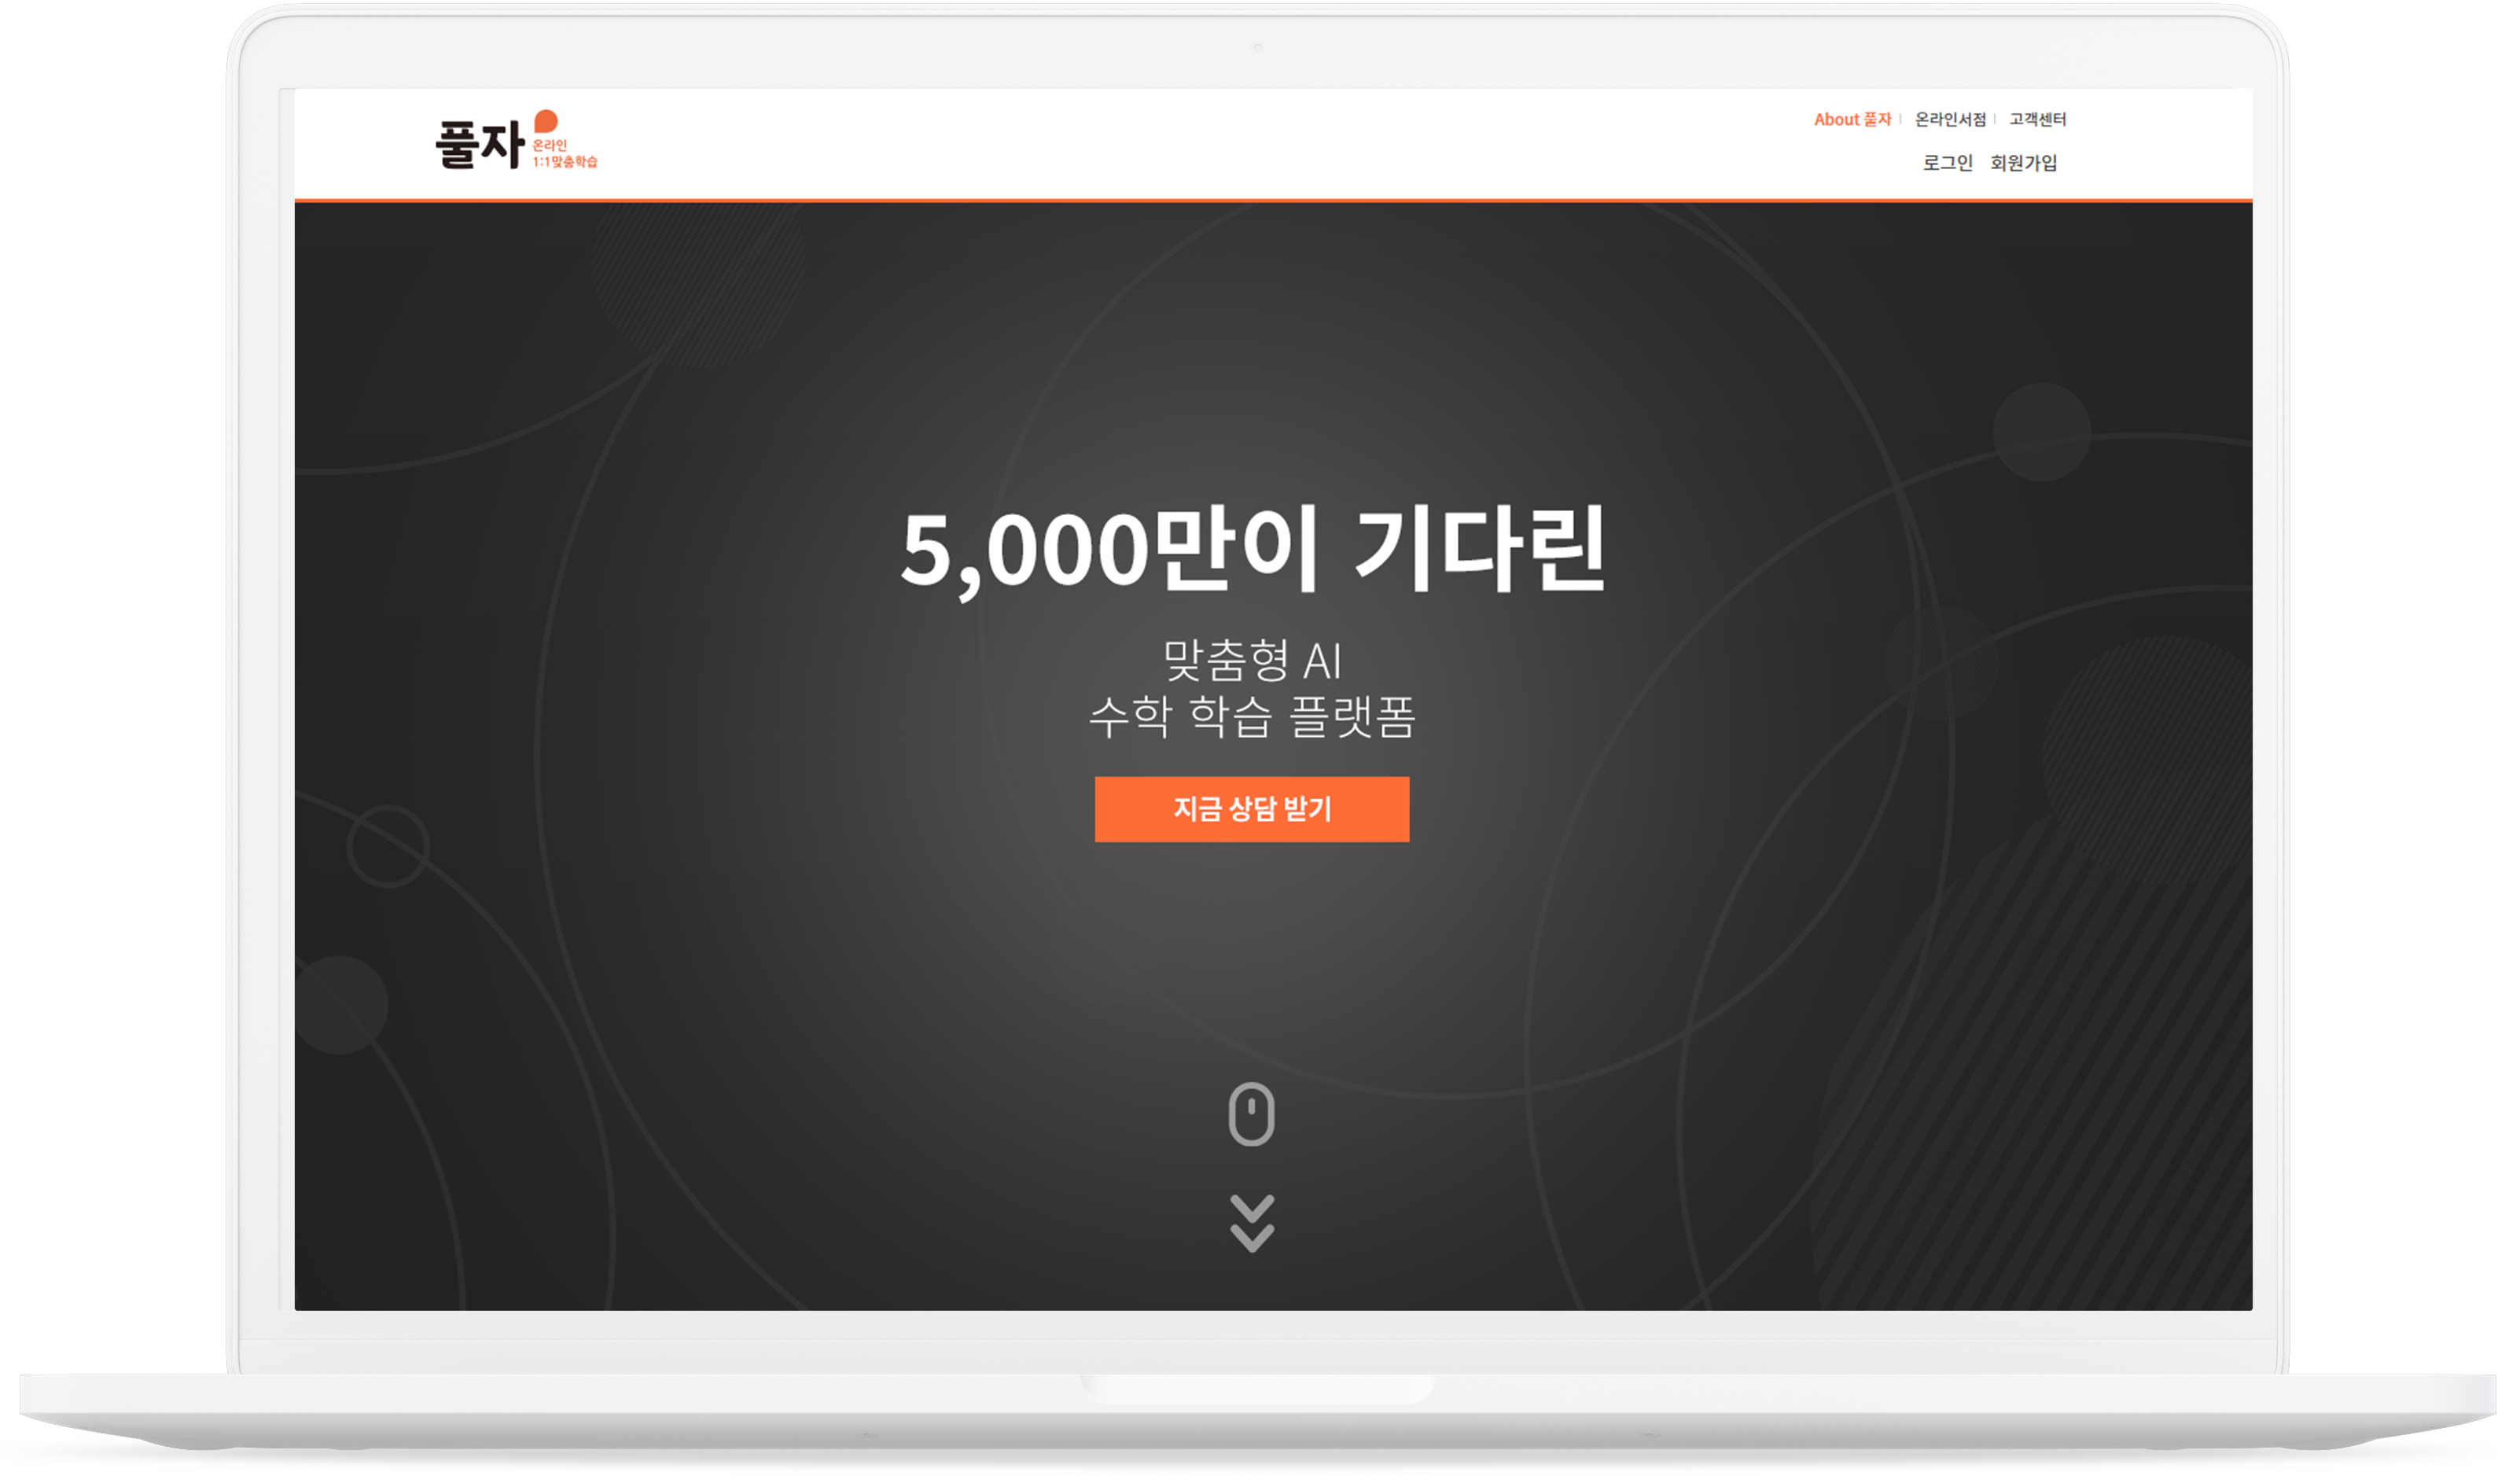 풀자
온라인
1:1맞춤학습
About 풀자 | 온라인서점 | 고객센터
로그인 회원가입
5,000만이 기다린
맞춤형 AI
수학 학습 플랫폼
지금 상담 받기